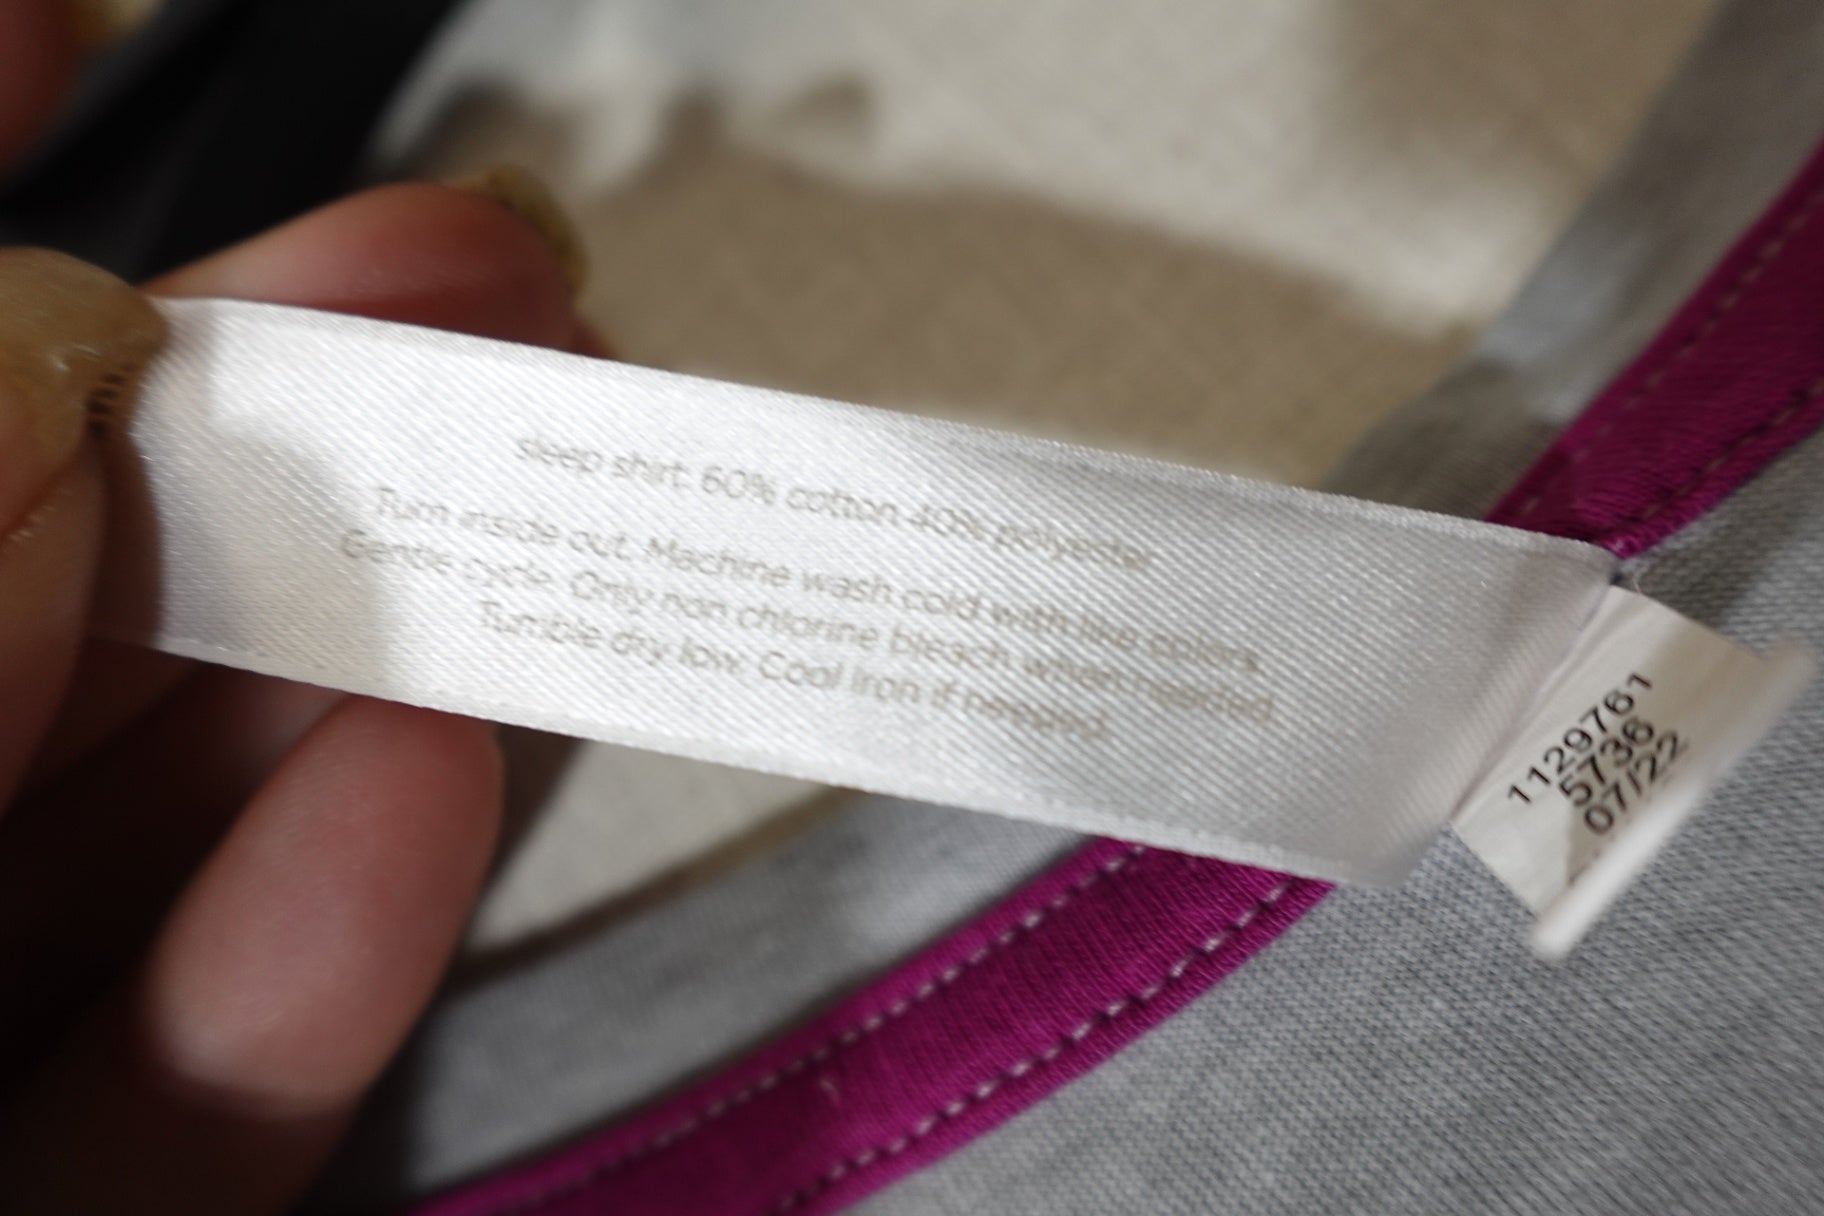 sleep shirt: 60% cotton 40% polyester
Turn inside out. Machine wash cold with like colors.
Gentle cycle. Only non chlorine bleach when needed.
Tumble dry low. Cool iron if needed.
1129761
5736
07/22